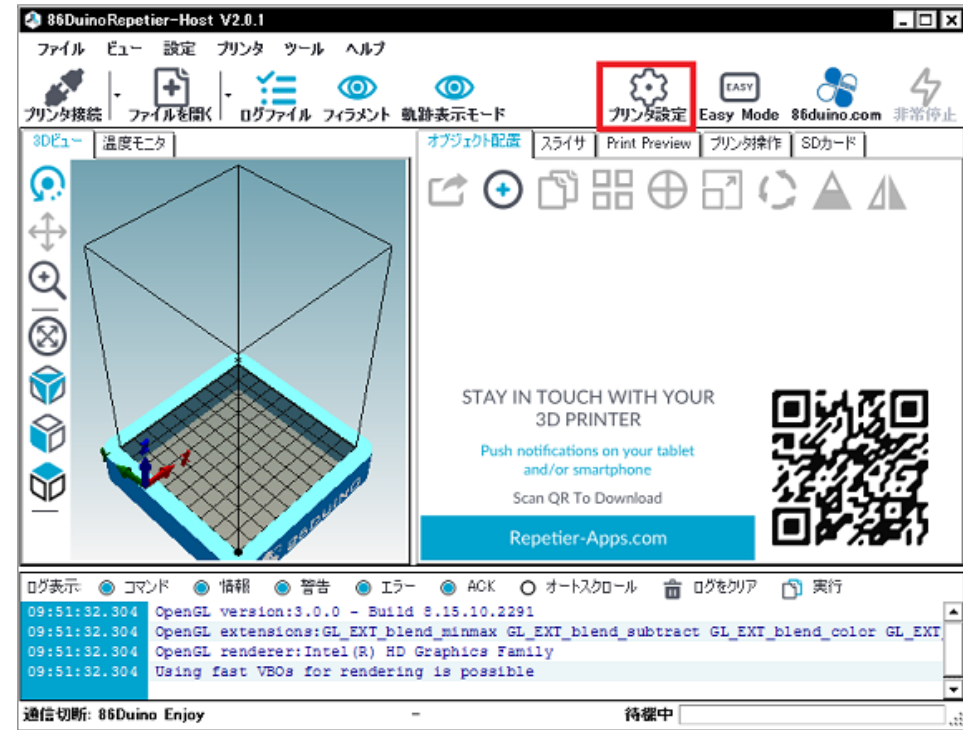 86DuinoRepetier-Host V2.0.1
ファイル ビュー 設定 プリンタ ツール ヘルプ
プリンタ接続 ファイルを開く ログファイル フィラメント 軌跡表示モード プリンタ設定 EASY Easy Mode 86duino.com 非常停止
3Dビュー 温度モニタ オブジェクト配置 スライサ Print Preview プリンタ操作 SDカード
STAY IN TOUCH WITH YOUR
3D PRINTER
Push notifications on your tablet
and/or smartphone
Scan QR To Download
Repetier-Apps.com
86DUINO
ログ表示: コマンド 情報 警告 エラー ACK オートスクロール ログをクリア 実行
09:51:32.304 OpenGL version:3.0.0 - Build 8.15.10.2291
09:51:32.304 OpenGL extensions:GL_EXT_blend_minmax GL_EXT_blend_subtract GL_EXT_blend_color GL_EXT_
09:51:32.304 OpenGL renderer:Intel(R) HD Graphics Family
09:51:32.304 Using fast VBOs for rendering is possible
通信切断: 86Duino Enjoy - 待機中